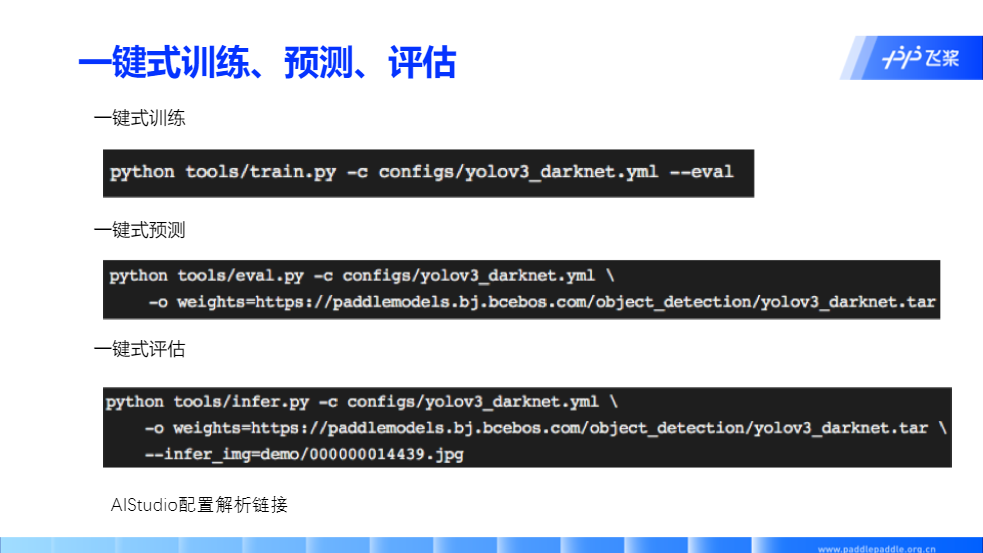 一键式训练、预测、评估
飞桨
一键式训练
python tools/train.py -c configs/yolov3_darknet.yml --eval
一键式预测
python tools/eval.py -c configs/yolov3_darknet.yml \
-o weights=https://paddlemodels.bj.bcebos.com/object_detection/yolov3_darknet.tar
一键式评估
python tools/infer.py -c configs/yolov3_darknet.yml \
-o weights=https://paddlemodels.bj.bcebos.com/object_detection/yolov3_darknet.tar \
--infer_img=demo/000000014439.jpg
AIStudio配置解析链接
www.paddlepaddle.org.cn